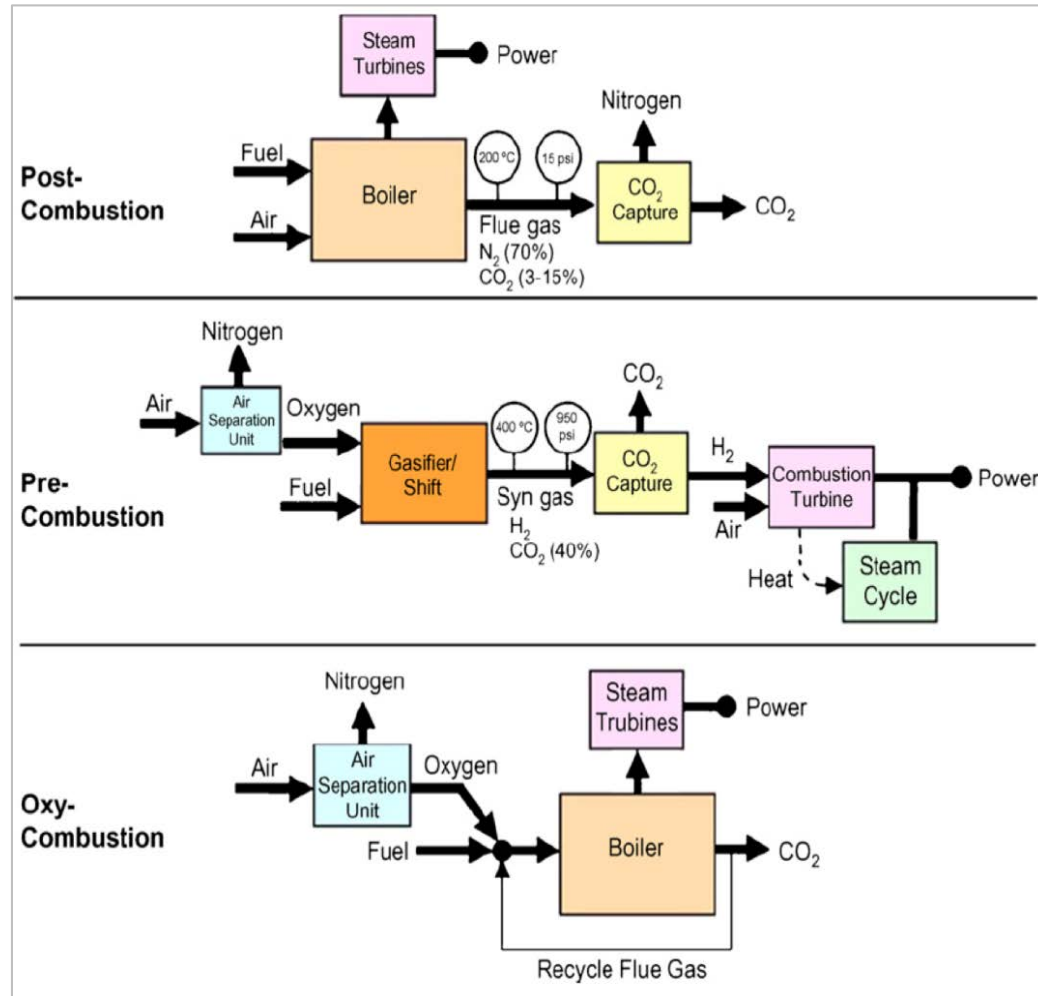 Steam
Turbines
Power
Nitrogen
Fuel
200 ºC
15 psi
Post-
Combustion
Boiler
CO₂
Capture
CO₂
Air
Flue gas
N₂ (70%)
CO₂ (3-15%)
Nitrogen
CO₂
Air
Air
Separation
Unit
Oxygen
400 ºC
950
psi
H₂
Pre-
Combustion
Gasifier/
Shift
CO₂
Capture
Combustion
Turbine
Power
Fuel
Syn gas
H₂
CO₂ (40%)
Air
Heat
Steam
Cycle
Nitrogen
Steam
Trubines
Power
Air
Air
Separation
Unit
Oxygen
Oxy-
Combustion
Fuel
Boiler
CO₂
Recycle Flue Gas